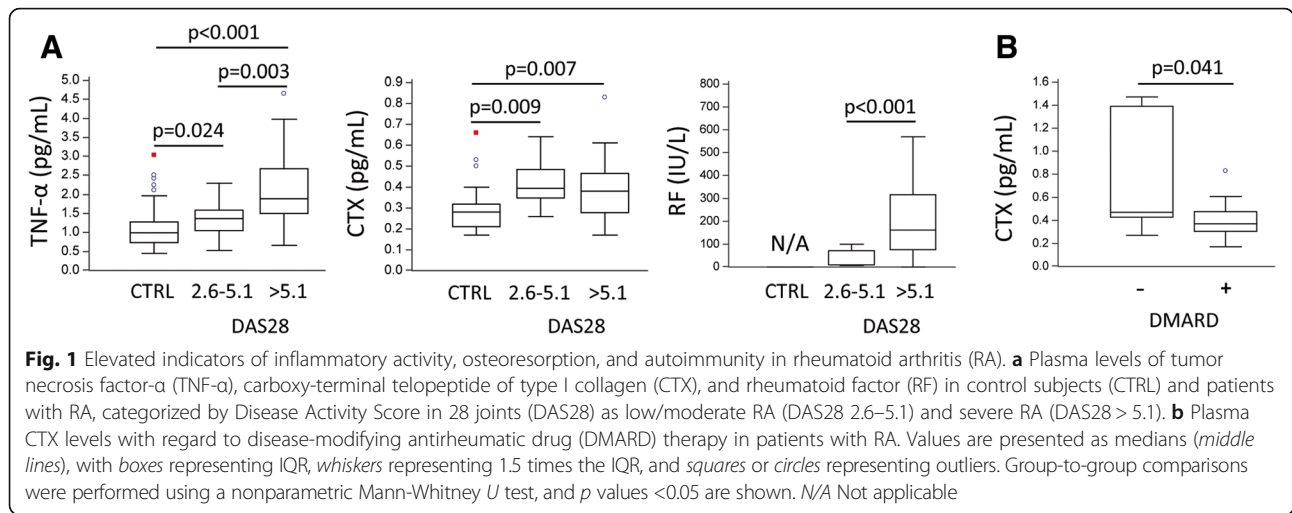 A
B
p<0.001
p=0.003
p=0.024
TNF-α (pg/mL)
5.0
4.5
4.0
3.5
3.0
2.5
2.0
1.5
1.0
0.5
0.0
CTRL 2.6-5.1 >5.1
DAS28
p=0.007
p=0.009
CTX (pg/mL)
0.9
0.8
0.7
0.6
0.5
0.4
0.3
0.2
0.1
0.0
CTRL 2.6-5.1 >5.1
DAS28
p<0.001
RF (IU/L)
800
700
600
500
400
300
200
100
0
N/A
CTRL 2.6-5.1 >5.1
DAS28
p=0.041
CTX (pg/mL)
1.6
1.4
1.2
1.0
0.8
0.6
0.4
0.2
0.0
- +
DMARD
Fig. 1 Elevated indicators of inflammatory activity, osteoresorption, and autoimmunity in rheumatoid arthritis (RA). a Plasma levels of tumor
necrosis factor-α (TNF-α), carboxy-terminal telopeptide of type I collagen (CTX), and rheumatoid factor (RF) in control subjects (CTRL) and patients
with RA, categorized by Disease Activity Score in 28 joints (DAS28) as low/moderate RA (DAS28 2.6–5.1) and severe RA (DAS28 > 5.1). b Plasma
CTX levels with regard to disease-modifying antirheumatic drug (DMARD) therapy in patients with RA. Values are presented as medians (middle
lines), with boxes representing IQR, whiskers representing 1.5 times the IQR, and squares or circles representing outliers. Group-to-group comparisons
were performed using a nonparametric Mann-Whitney U test, and p values <0.05 are shown. N/A Not applicable